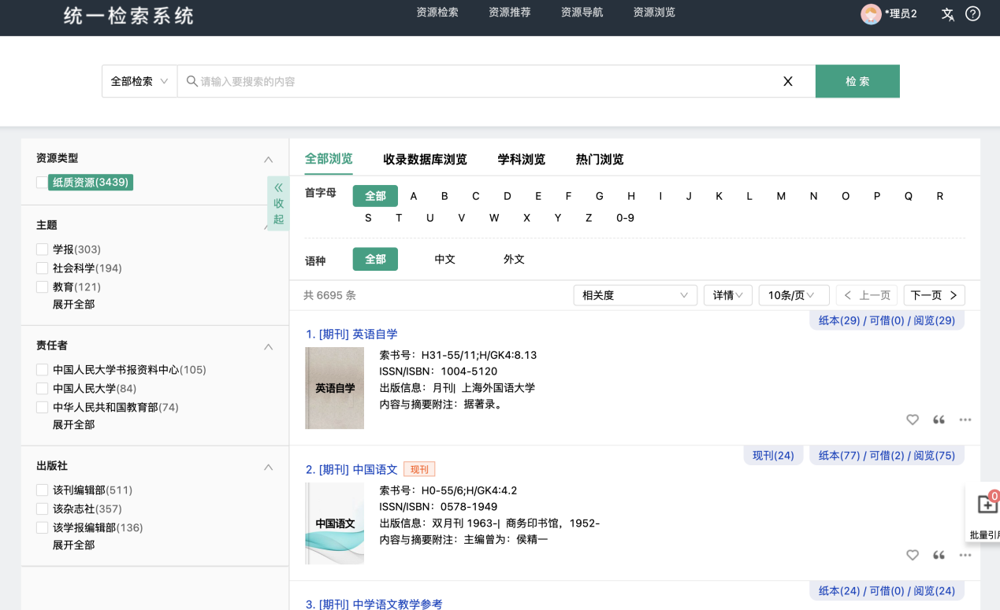 统一检索系统 资源检索 资源推荐 资源导航 资源浏览 *理员2
全部检索 请输入要搜索的内容 X 检 索
资源类型
纸质资源(3439)
主题
学报(303)
社会科学(194)
教育(121)
展开全部
责任者
中国人民大学书报资料中心(105)
中国人民大学(84)
中华人民共和国教育部(74)
展开全部
出版社
该刊编辑部(511)
该杂志社(357)
该学报编辑部(136)
展开全部
收起
全部浏览 收录数据库浏览 学科浏览 热门浏览
首字母 全部 A B C D E F G H I J K L M N O P Q R
S T U V W X Y Z 0-9
语种 全部 中文 外文
共 6695 条 相关度 详情 10条/页 上一页 下一页
纸本(29) / 可借(0) / 阅览(29)
1. [期刊] 英语自学
英语自学
索书号：H31-55/11;H/GK4:8.13
ISSN/ISBN：1004-5120
出版信息：月刊| 上海外国语大学
内容与摘要附注：据著录。
现刊(24) 纸本(77) / 可借(2) / 阅览(75)
2. [期刊] 中国语文 现刊
中国语文
索书号：H0-55/6;H/GK4:4.2
ISSN/ISBN：0578-1949
出版信息：双月刊 1963-| 商务印书馆，1952-
内容与摘要附注：主编曾为：侯精一
0
批量引用
纸本(24) / 可借(0) / 阅览(24)
3. [期刊] 中学语文教学参考